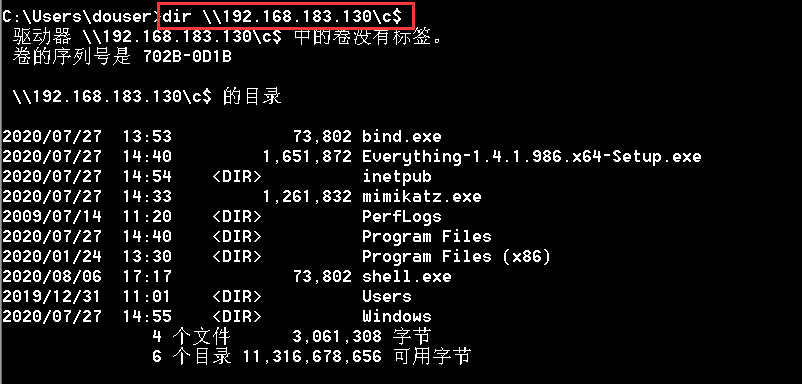 C:\Users\douser>dir \\192.168.183.130\c$
驱动器 \\192.168.183.130\c$ 中的卷没有标签。
卷的序列号是 702B-0D1B
\\192.168.183.130\c$ 的目录
2020/07/27  13:53            73,802 bind.exe
2020/07/27  14:40         1,651,872 Everything-1.4.1.986.x64-Setup.exe
2020/07/27  14:54    <DIR>          inetpub
2020/07/27  14:33         1,261,832 mimikatz.exe
2009/07/14  11:20    <DIR>          PerfLogs
2020/07/27  14:40    <DIR>          Program Files
2020/01/24  13:30    <DIR>          Program Files (x86)
2020/08/06  17:17            73,802 shell.exe
2019/12/31  11:01    <DIR>          Users
2020/07/27  14:55    <DIR>          Windows
4 个文件      3,061,308 字节
6 个目录 11,316,678,656 可用字节